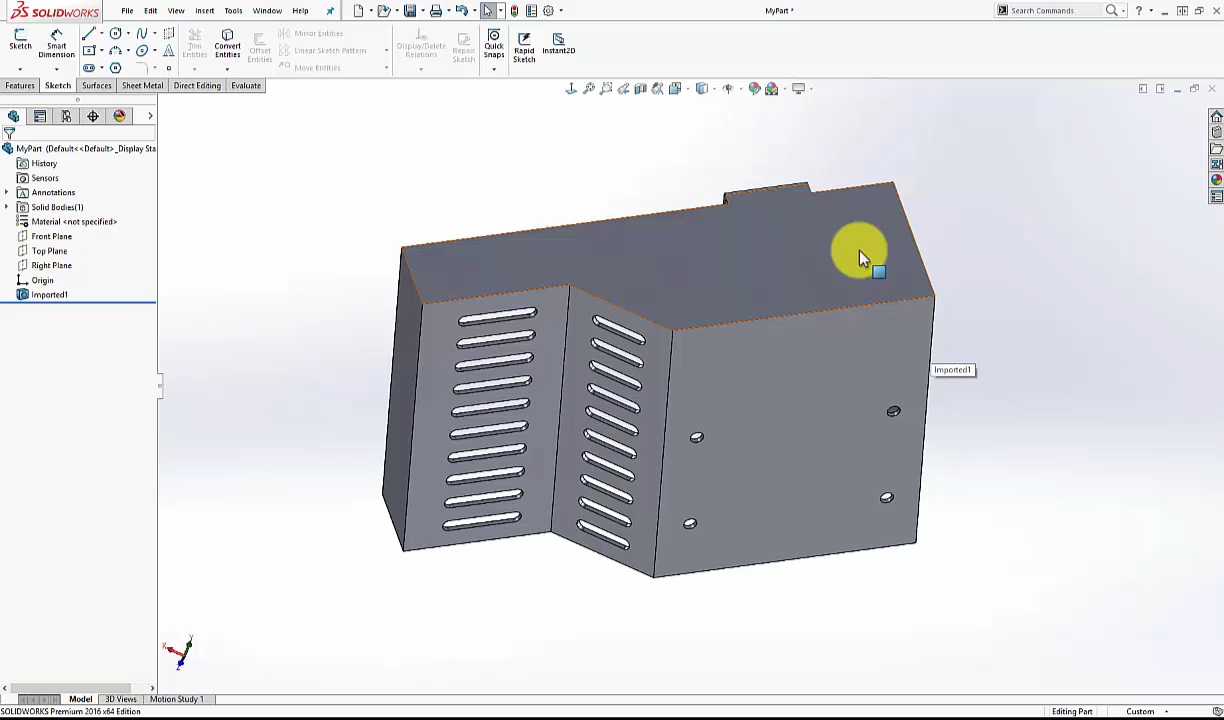 SOLIDWORKS File Edit View Insert Tools Window Help MyPart * Search Commands
Sketch Smart Dimension Trim Entities Convert Entities Offset Entities Mirror Entities Linear Sketch Pattern Move Entities Display/Delete Relations Repair Sketch Quick Snaps Rapid Sketch Instant2D
Features Sketch Surfaces Sheet Metal Direct Editing Evaluate
MyPart (Default<<Default>_Display Sta
History
Sensors
Annotations
Solid Bodies(1)
Material <not specified>
Front Plane
Top Plane
Right Plane
Origin
Imported1
Imported1
X Y Z
Model 3D Views Motion Study 1
SOLIDWORKS Premium 2016 x64 Edition Editing Part Custom